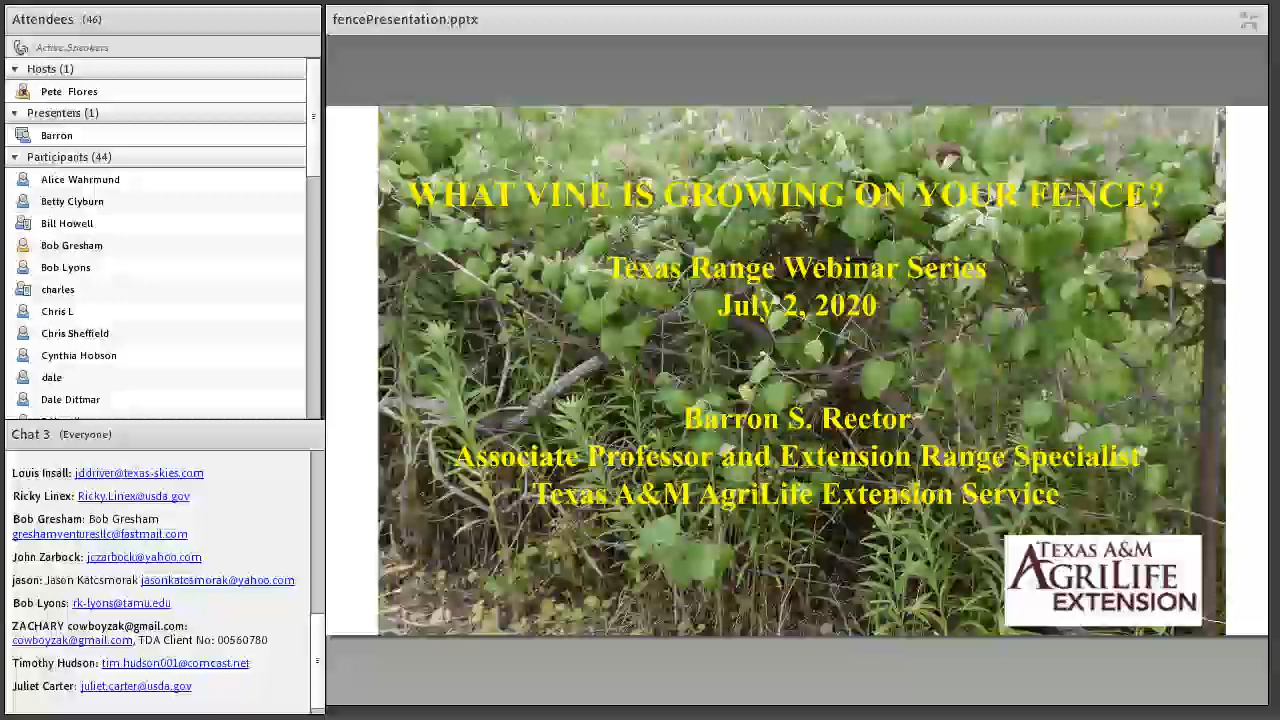 Attendees (46)
Active Speakers
Hosts (1)
Pete Flores
Presenters (1)
Barron
Participants (44)
Alice Wahrmund
Betty Clyburn
Bill Howell
Bob Gresham
Bob Lyons
charles
Chris L
Chris Sheffield
Cynthia Hobson
dale
Dale Dittmar
Chat 3 (Everyone)
Louis Insall: jddriver@texas-skies.com
Ricky Linex: Ricky.Linex@usda.gov
Bob Gresham: Bob Gresham
greshamventuresllc@fastmail.com
John Zarbock: jczarbock@yahoo.com
jason: Jason Katcsmorak jasonkatcsmorak@yahoo.com
Bob Lyons: rk-lyons@tamu.edu
ZACHARY cowboyzak@gmail.com:
cowboyzak@gmail.com, TDA Client No: 00560780
Timothy Hudson: tim.hudson001@comcast.net
Juliet Carter: juliet.carter@usda.gov
fencePresentation.pptx
WHAT VINE IS GROWING ON YOUR FENCE?
Texas Range Webinar Series
July 2, 2020
Barron S. Rector
Associate Professor and Extension Range Specialist
Texas A&M AgriLife Extension Service
TEXAS A&M
AGRILIFE
EXTENSION